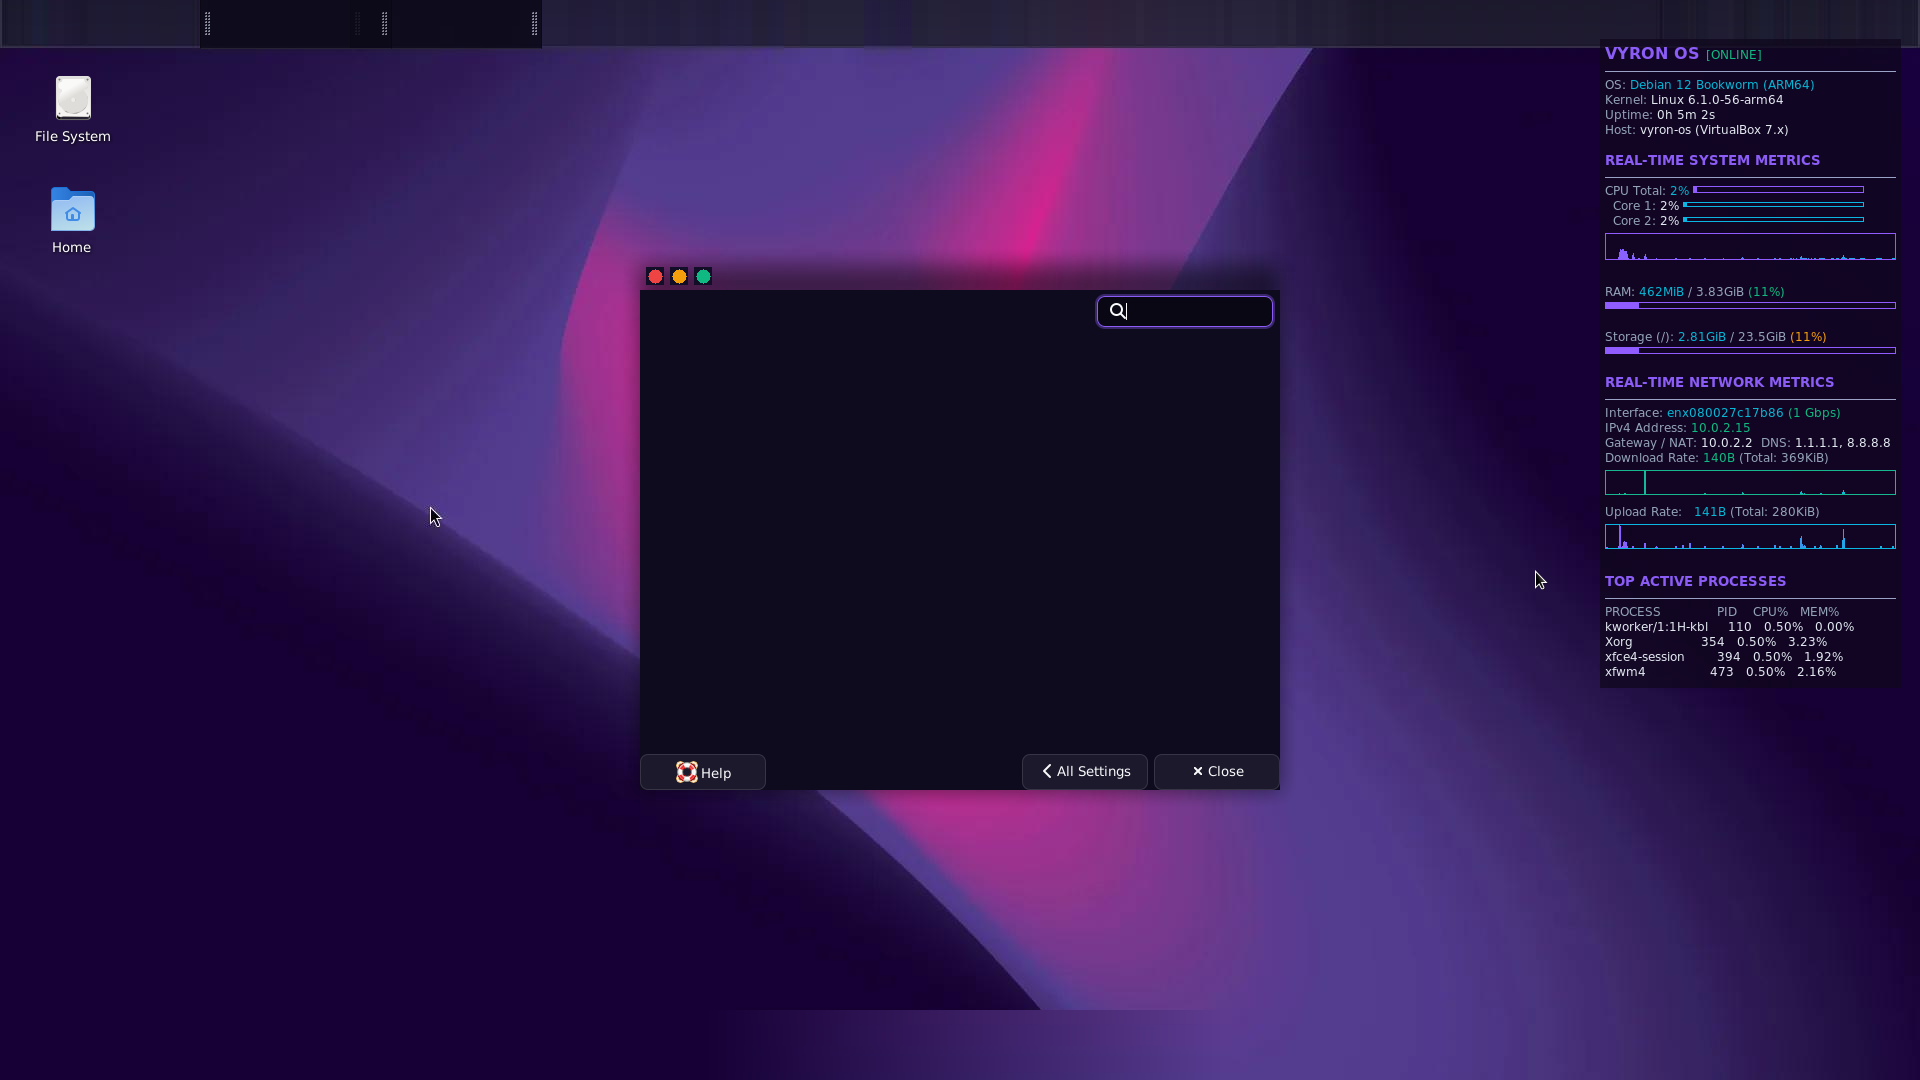 File System
Home
Help
All Settings
Close
VYRON OS [ONLINE]
OS: Debian 12 Bookworm (ARM64)
Kernel: Linux 6.1.0-56-arm64
Uptime: 0h 5m 2s
Host: vyron-os (VirtualBox 7.x)
REAL-TIME SYSTEM METRICS
CPU Total: 2%
Core 1: 2%
Core 2: 2%
RAM: 462MiB / 3.83GiB (11%)
Storage (/): 2.81GiB / 23.5GiB (11%)
REAL-TIME NETWORK METRICS
Interface: enx080027c17b86 (1 Gbps)
IPv4 Address: 10.0.2.15
Gateway / NAT: 10.0.2.2 DNS: 1.1.1.1, 8.8.8.8
Download Rate: 140B (Total: 369KiB)
Upload Rate: 141B (Total: 280KiB)
TOP ACTIVE PROCESSES
PROCESS PID CPU% MEM%
kworker/1:1H-kbl 110 0.50% 0.00%
Xorg 354 0.50% 3.23%
xfce4-session 394 0.50% 1.92%
xfwm4 473 0.50% 2.16%